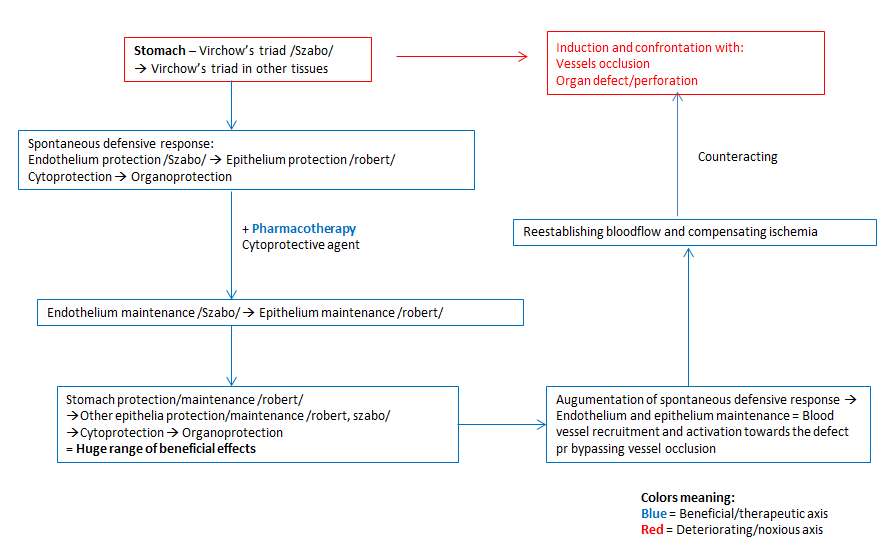 Stomach – Virchow's triad /Szabo/
→ Virchow's triad in other tissues
Induction and confrontation with:
Vessels occlusion
Organ defect/perforation
Spontaneous defensive response:
Endothelium protection /Szabo/ → Epithelium protection /robert/
Cytoprotection → Organoprotection
Counteracting
+ Pharmacotherapy
Cytoprotective agent
Reestablishing bloodflow and compensating ischemia
Endothelium maintenance /Szabo/ → Epithelium maintenance /robert/
Stomach protection/maintenance /robert/
→Other epithelia protection/maintenance /robert, szabo/
→Cytoprotection → Organoprotection
= Huge range of beneficial effects
Augumentation of spontaneous defensive response →
Endothelium and epithelium maintenance = Blood
vessel recruitment and activation towards the defect
pr bypassing vessel occlusion
Colors meaning:
Blue = Beneficial/therapeutic axis
Red = Deteriorating/noxious axis